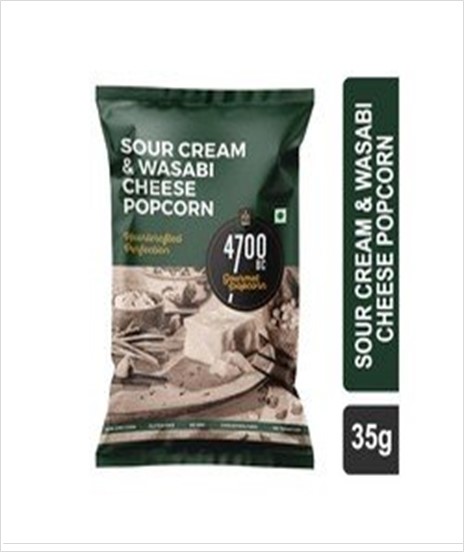 SOUR CREAM
& WASABI
CHEESE
POPCORN
Handcrafted
Perfection
4700
BC
Gourmet
Popcorn
SOUR CREAM & WASABI
CHEESE POPCORN
35g